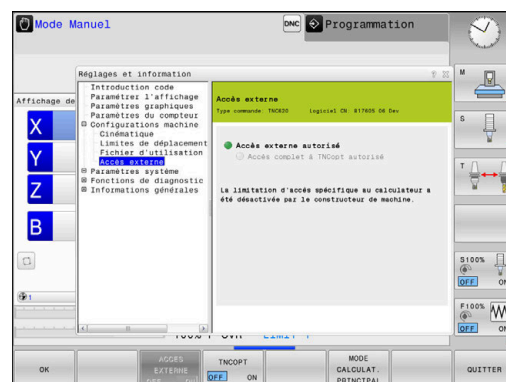 Mode Manuel
DNC
Programmation
Réglages et information
Affichage de
X
Y
Z
B
1
Introduction code
Paramétrer l'affichage
Paramètres graphiques
Paramètres du compteur
Configurations machine
Cinématique
Limites de déplacement
Fichier d'utilisation
Accès externe
Paramètres système
Fonctions de diagnostic
Informations générales
Accès externe
Type commande: TNC620 Logiciel CN: 817605 06 Dev
Accès externe autorisé
Accès complet à TNCopt autorisé
La limitation d'accès spécifique au calculateur a
été désactivée par le constructeur de machine.
M
S
T
S100%
OFF ON
F100%
OFF ON
OK
ACCES
EXTERNE
OFF ON
TNCOPT
OFF ON
MODE
CALCULAT.
PRINCIPAL
QUITTER